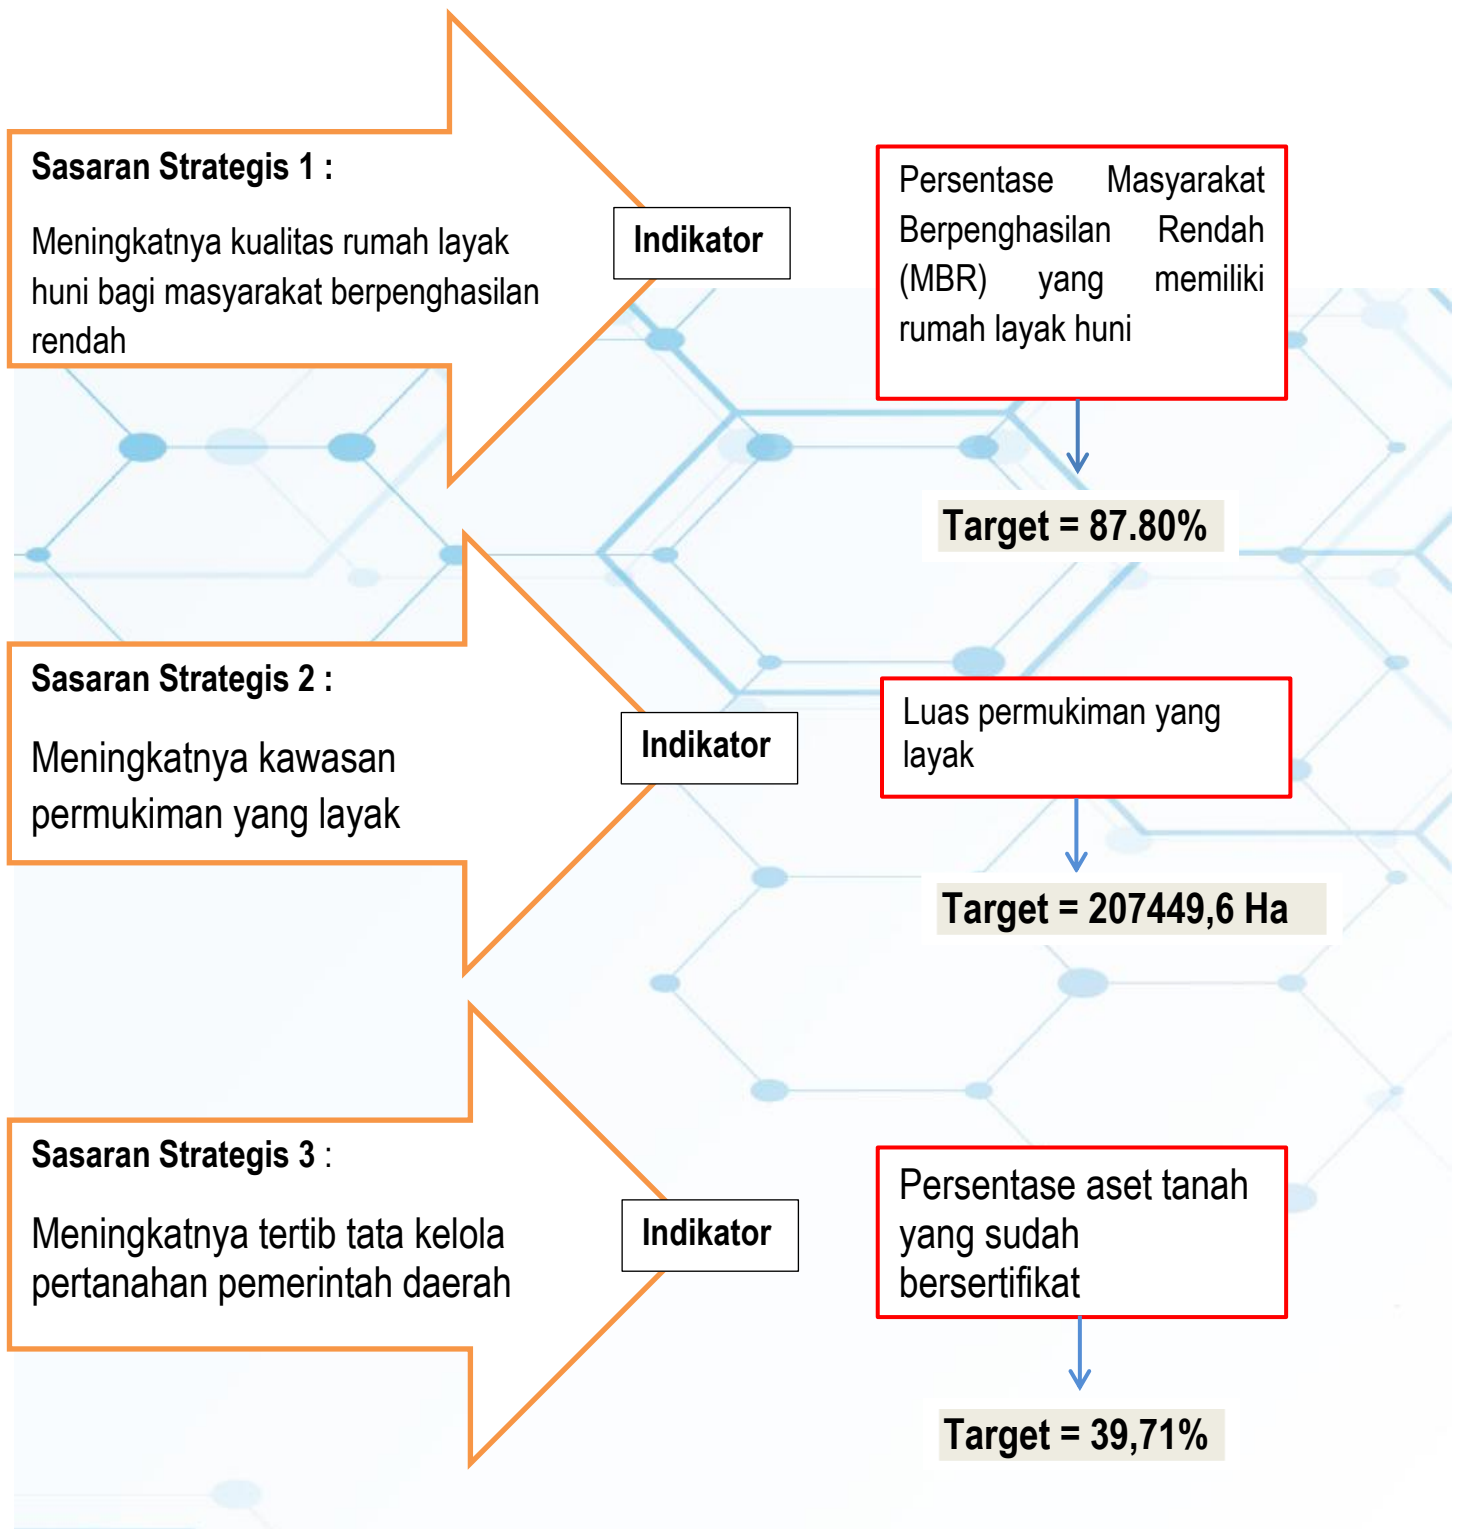 Sasaran Strategis 1 :
Meningkatnya kualitas rumah layak
huni bagi masyarakat berpenghasilan
rendah
Indikator
Persentase Masyarakat
Berpenghasilan Rendah
(MBR) yang memiliki
rumah layak huni
Target = 87.80%
Sasaran Strategis 2 :
Meningkatnya kawasan
permukiman yang layak
Indikator
Luas permukiman yang
layak
Target = 207449,6 Ha
Sasaran Strategis 3 :
Meningkatnya tertib tata kelola
pertanahan pemerintah daerah
Indikator
Persentase aset tanah
yang sudah
bersertifikat
Target = 39,71%